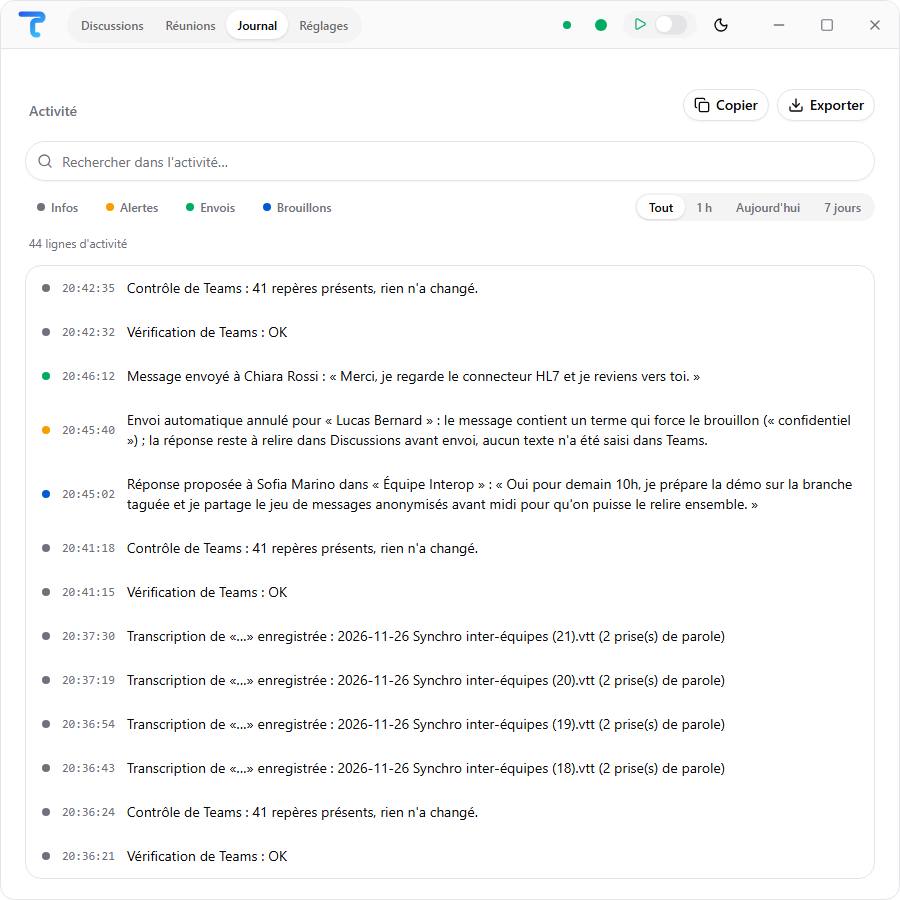 Discussions Réunions Journal Réglages
Activité
Copier Exporter
Rechercher dans l'activité...
Infos Alertes Envois Brouillons Tout 1 h Aujourd'hui 7 jours
44 lignes d'activité
20:42:35 Contrôle de Teams : 41 repères présents, rien n'a changé.
20:42:32 Vérification de Teams : OK
20:46:12 Message envoyé à Chiara Rossi : « Merci, je regarde le connecteur HL7 et je reviens vers toi. »
20:45:40 Envoi automatique annulé pour « Lucas Bernard » : le message contient un terme qui force le brouillon (« confidentiel
») ; la réponse reste à relire dans Discussions avant envoi, aucun texte n'a été saisi dans Teams.
20:45:02 Réponse proposée à Sofia Marino dans « Équipe Interop » : « Oui pour demain 10h, je prépare la démo sur la branche
taguée et je partage le jeu de messages anonymisés avant midi pour qu'on puisse le relire ensemble. »
20:41:18 Contrôle de Teams : 41 repères présents, rien n'a changé.
20:41:15 Vérification de Teams : OK
20:37:30 Transcription de «...» enregistrée : 2026-11-26 Synchro inter-équipes (21).vtt (2 prise(s) de parole)
20:37:19 Transcription de «...» enregistrée : 2026-11-26 Synchro inter-équipes (20).vtt (2 prise(s) de parole)
20:36:54 Transcription de «...» enregistrée : 2026-11-26 Synchro inter-équipes (19).vtt (2 prise(s) de parole)
20:36:43 Transcription de «...» enregistrée : 2026-11-26 Synchro inter-équipes (18).vtt (2 prise(s) de parole)
20:36:24 Contrôle de Teams : 41 repères présents, rien n'a changé.
20:36:21 Vérification de Teams : OK